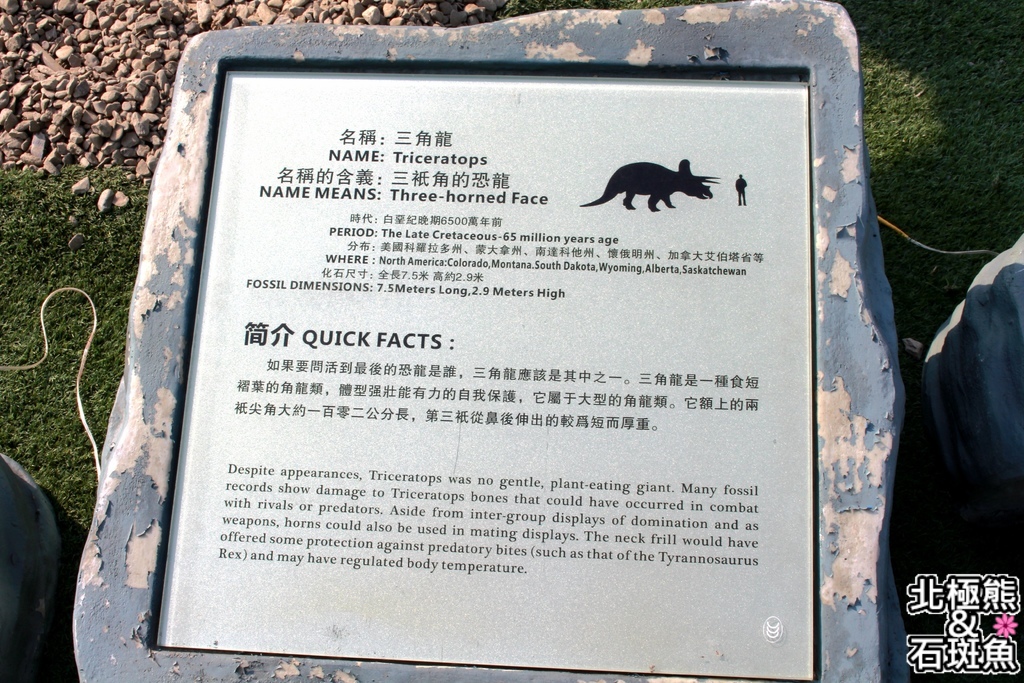 名稱：三角龍
NAME: Triceratops
名稱的含義：三衹角的恐龍
NAME MEANS: Three-horned Face
時代：白堊紀晚期6500萬年前
PERIOD: The Late Cretaceous-65 million years age
分布：美國科羅拉多州、蒙大拿州、南達科他州、懷俄明州、加拿大艾伯塔省等
WHERE : North America:Colorado,Montana.South Dakota,Wyoming,Alberta,Saskatchewan
化石尺寸：全長7.5米 高約2.9米
FOSSIL DIMENSIONS: 7.5Meters Long,2.9 Meters High
简介 QUICK FACTS :
如果要問活到最後的恐龍是誰，三角龍應該是其中之一。三角龍是一種食短
褶葉的角龍類，體型强壯能有力的自我保護，它屬于大型的角龍類。它額上的兩
衹尖角大約一百零二公分長，第三衹從鼻後伸出的較爲短而厚重。
Despite appearances, Triceratops was no gentle, plant-eating giant. Many fossil
records show damage to Triceratops bones that could have occurred in combat
with rivals or predators. Aside from inter-group displays of domination and as
weapons, horns could also be used in mating displays. The neck frill would have
offered some protection against predatory bites (such as that of the Tyrannosaurus
Rex) and may have regulated body temperature.
北極熊
&
石斑魚